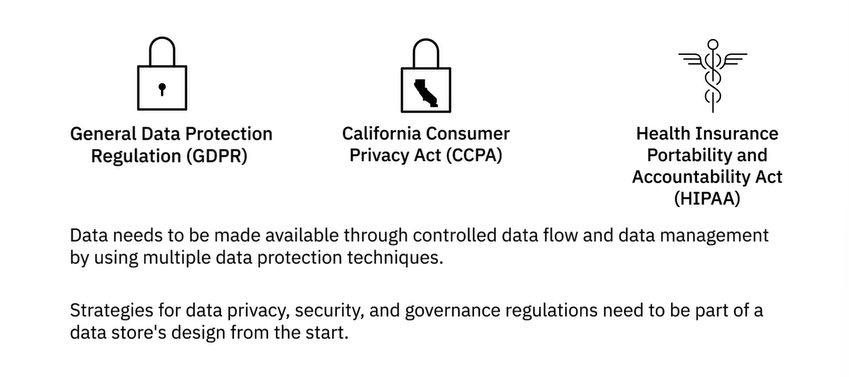 General Data Protection
Regulation (GDPR)
California Consumer
Privacy Act (CCPA)
Health Insurance
Portability and
Accountability Act
(HIPAA)
Data needs to be made available through controlled data flow and data management
by using multiple data protection techniques.
Strategies for data privacy, security, and governance regulations need to be part of a
data store's design from the start.